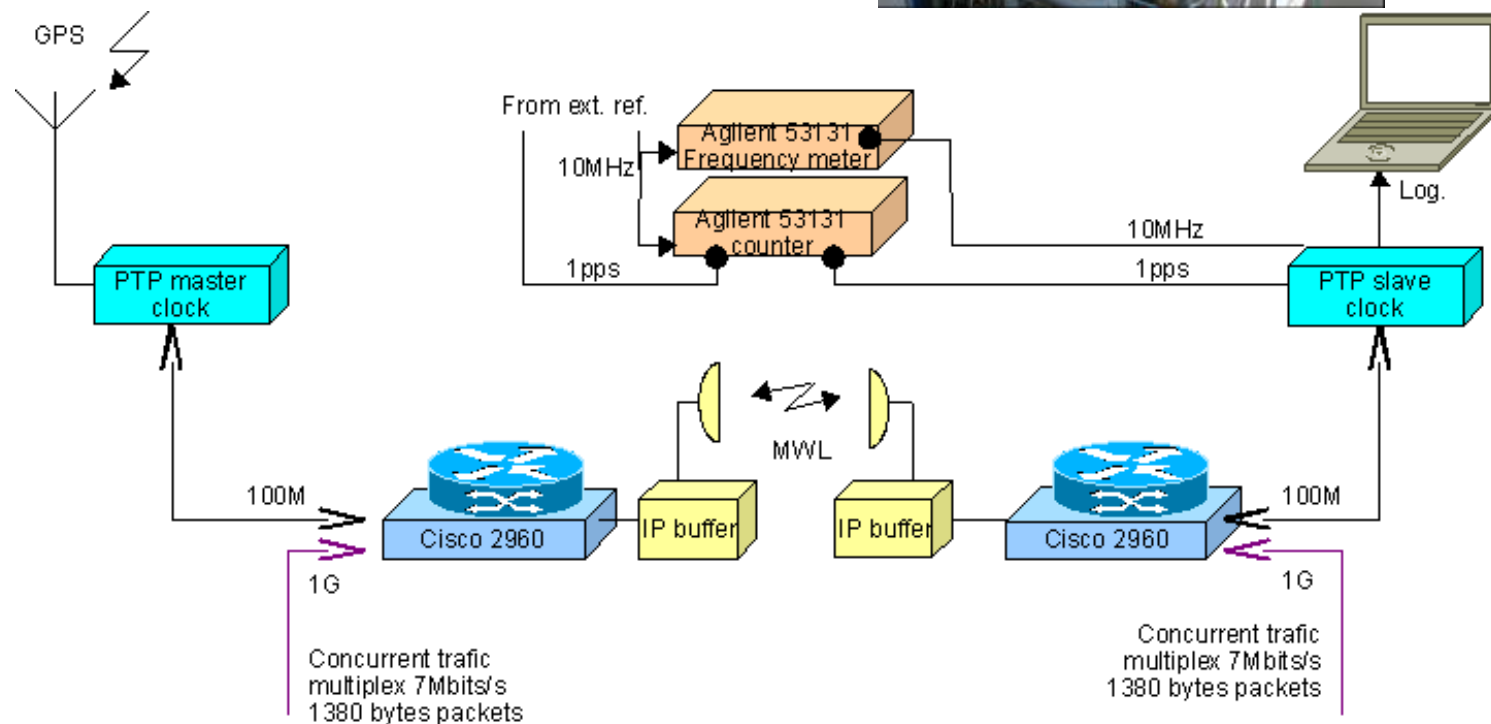 GPS
From ext. ref.
Agilent 53131
Frequency meter
10MHz
Agilent 53131
counter
1pps
10MHz
1pps
Log.
PTP master
clock
PTP slave
clock
MWL
100M
Cisco 2960
IP buffer
IP buffer
Cisco 2960
100M
1G
Concurrent trafic
multiplex 7Mbits/s
1380 bytes packets
1G
Concurrent trafic
multiplex 7Mbits/s
1380 bytes packets